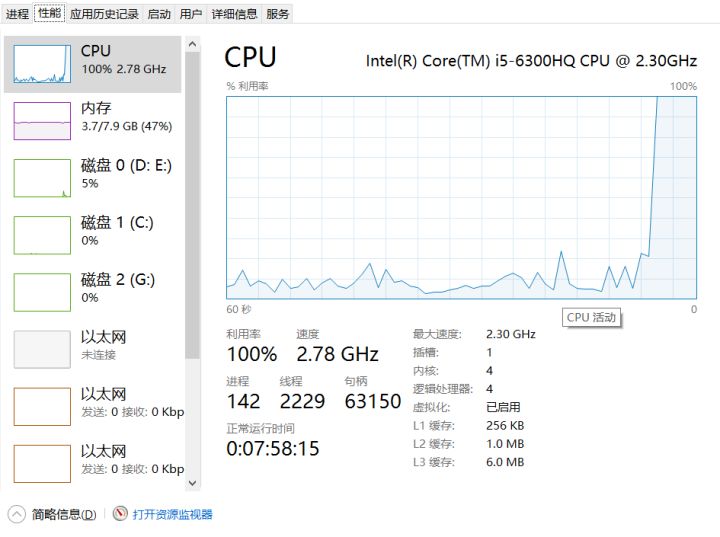 进程 性能 应用历史记录 启动 用户 详细信息 服务
CPU
100% 2.78 GHz
内存
3.7/7.9 GB (47%)
磁盘 0 (D: E:)
5%
磁盘 1 (C:)
0%
磁盘 2 (G:)
0%
以太网
未连接
以太网
发送: 0 接收: 0 Kbp
以太网
发送: 0 接收: 0 Kbp
CPU
Intel(R) Core(TM) i5-6300HQ CPU @ 2.30GHz
% 利用率
100%
60 秒
0
CPU 活动
利用率 速度
100% 2.78 GHz
进程 线程 句柄
142 2229 63150
正常运行时间
0:07:58:15
最大速度: 2.30 GHz
插槽: 1
内核: 4
逻辑处理器: 4
虚拟化: 已启用
L1 缓存: 256 KB
L2 缓存: 1.0 MB
L3 缓存: 6.0 MB
简略信息(D)
打开资源监视器